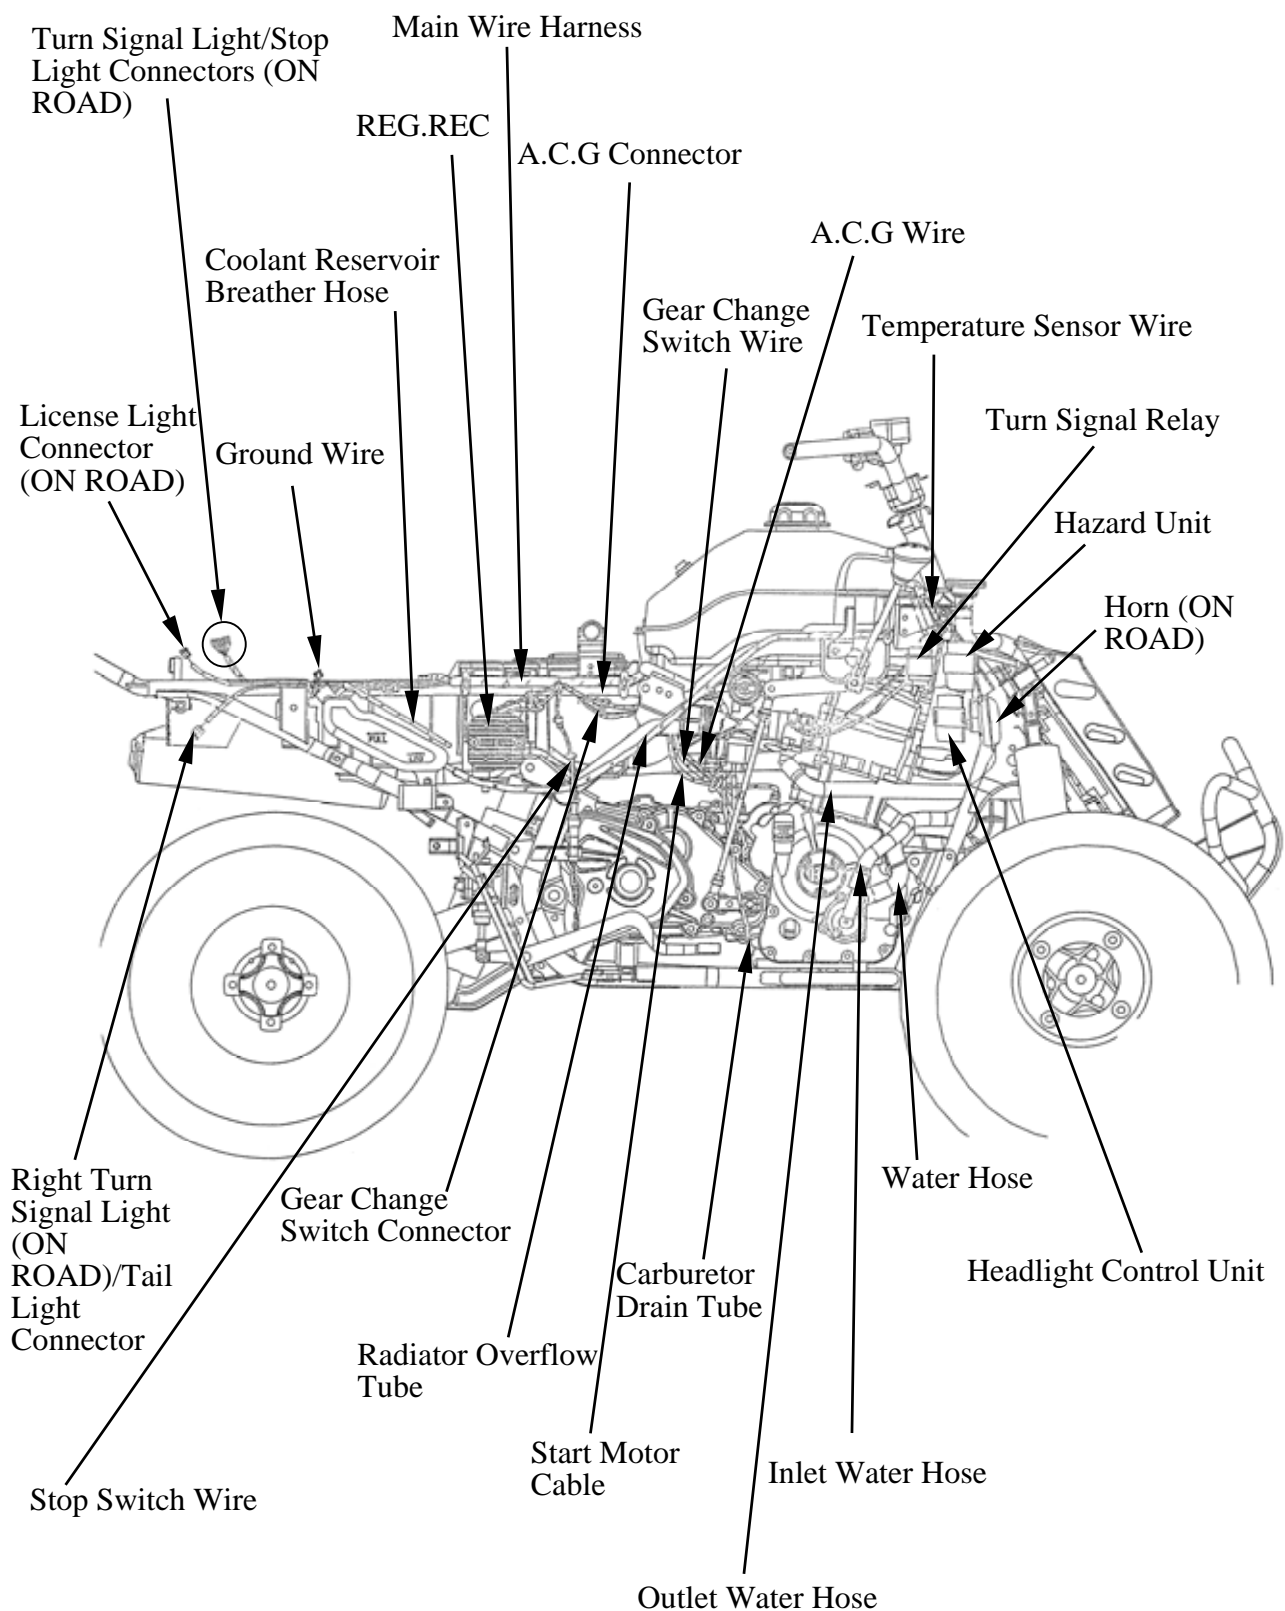 Main Wire Harness
Turn Signal Light/Stop
Light Connectors (ON
ROAD)
REG.REC
A.C.G Connector
A.C.G Wire
Coolant Reservoir
Breather Hose
Gear Change
Switch Wire
Temperature Sensor Wire
License Light
Connector
(ON ROAD)
Ground Wire
Turn Signal Relay
Hazard Unit
Horn (ON
ROAD)
Right Turn
Signal Light
(ON
ROAD)/Tail
Light
Connector
Gear Change
Switch Connector
Water Hose
Carburetor
Drain Tube
Headlight Control Unit
Radiator Overflow
Tube
Start Motor
Cable
Inlet Water Hose
Stop Switch Wire
Outlet Water Hose